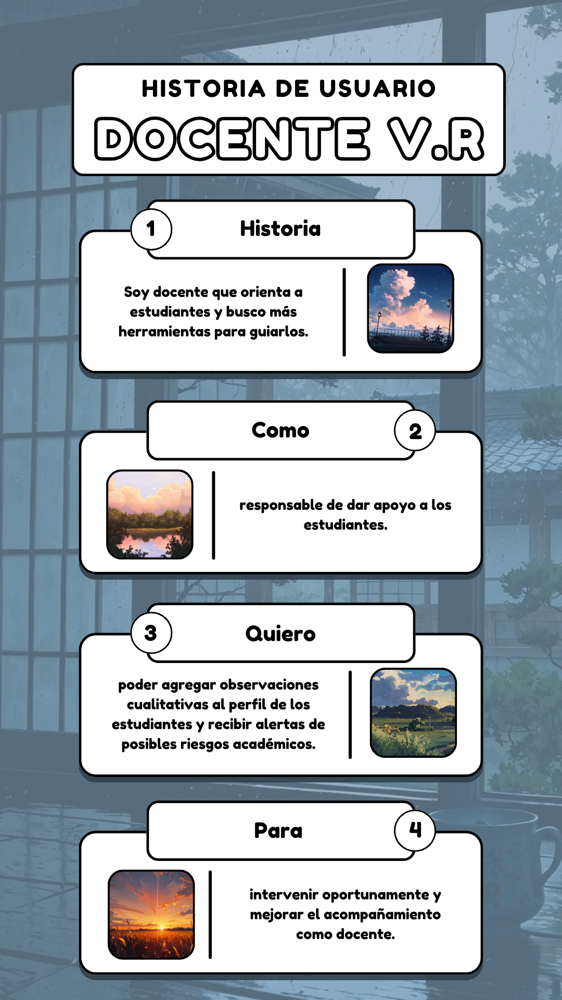 HISTORIA DE USUARIO
DOCENTE V.R
1
Historia
Soy docente que orienta a
estudiantes y busco más
herramientas para guiarlos.
Como
2
responsable de dar apoyo a los
estudiantes.
3
Quiero
poder agregar observaciones
cualitativas al perfil de los
estudiantes y recibir alertas de
posibles riesgos académicos.
Para
4
intervenir oportunamente y
mejorar el acompañamiento
como docente.